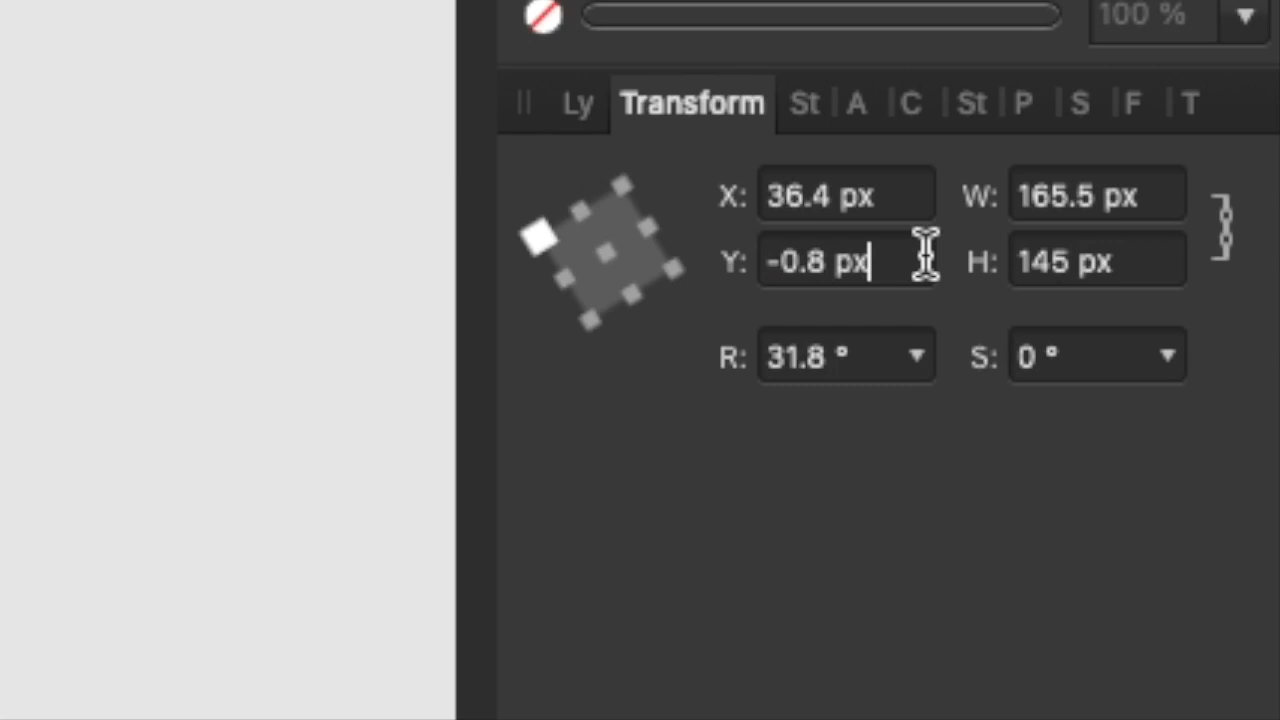 100 %
Ly Transform St A C St P S F T
X: 36.4 px W: 165.5 px
Y: -0.8 px H: 145 px
R: 31.8 ° S: 0 °